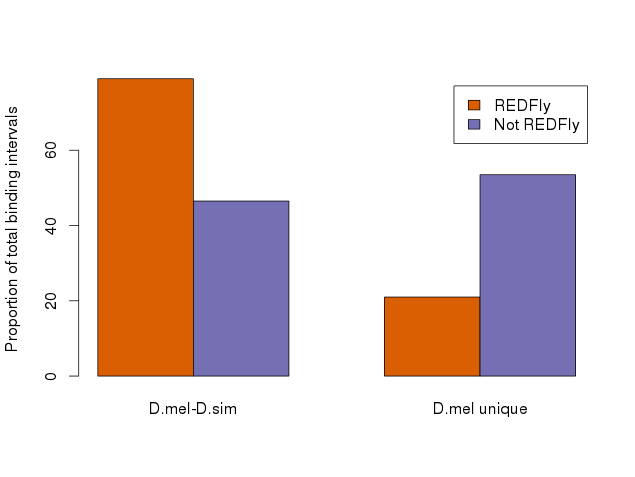 Proportion of total binding intervals
60
40
20
0
REDFly
Not REDFly
D.mel-D.sim
D.mel unique